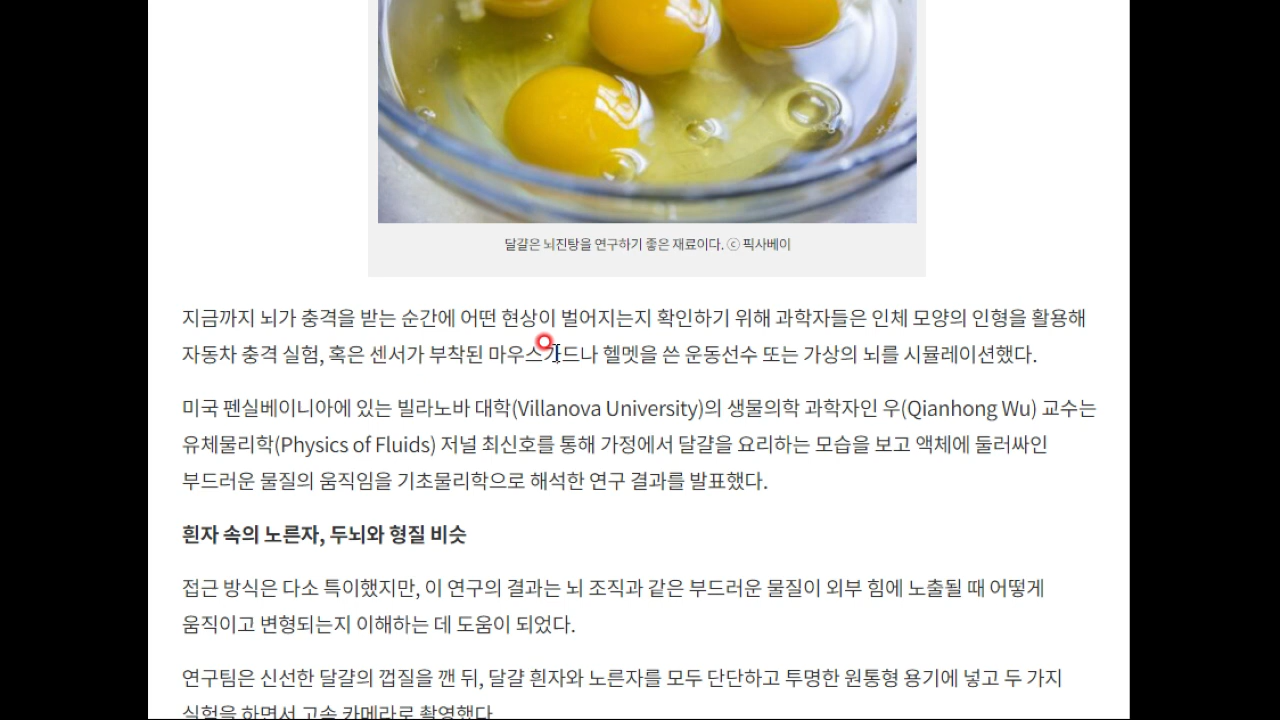 달걀은 뇌진탕을 연구하기 좋은 재료이다. ⓒ 픽사베이
지금까지 뇌가 충격을 받는 순간에 어떤 현상이 벌어지는지 확인하기 위해 과학자들은 인체 모양의 인형을 활용해
자동차 충격 실험, 혹은 센서가 부착된 마우스가드나 헬멧을 쓴 운동선수 또는 가상의 뇌를 시뮬레이션했다.
미국 펜실베이니아에 있는 빌라노바 대학(Villanova University)의 생물의학 과학자인 우(Qianhong Wu) 교수는
유체물리학(Physics of Fluids) 저널 최신호를 통해 가정에서 달걀을 요리하는 모습을 보고 액체에 둘러싸인
부드러운 물질의 움직임을 기초물리학으로 해석한 연구 결과를 발표했다.
흰자 속의 노른자, 두뇌와 형질 비슷
접근 방식은 다소 특이했지만, 이 연구의 결과는 뇌 조직과 같은 부드러운 물질이 외부 힘에 노출될 때 어떻게
움직이고 변형되는지 이해하는 데 도움이 되었다.
연구팀은 신선한 달걀의 껍질을 깬 뒤, 달걀 흰자와 노른자를 모두 단단하고 투명한 원통형 용기에 넣고 두 가지
실험을 하면서 고속 카메라로 촬영했다